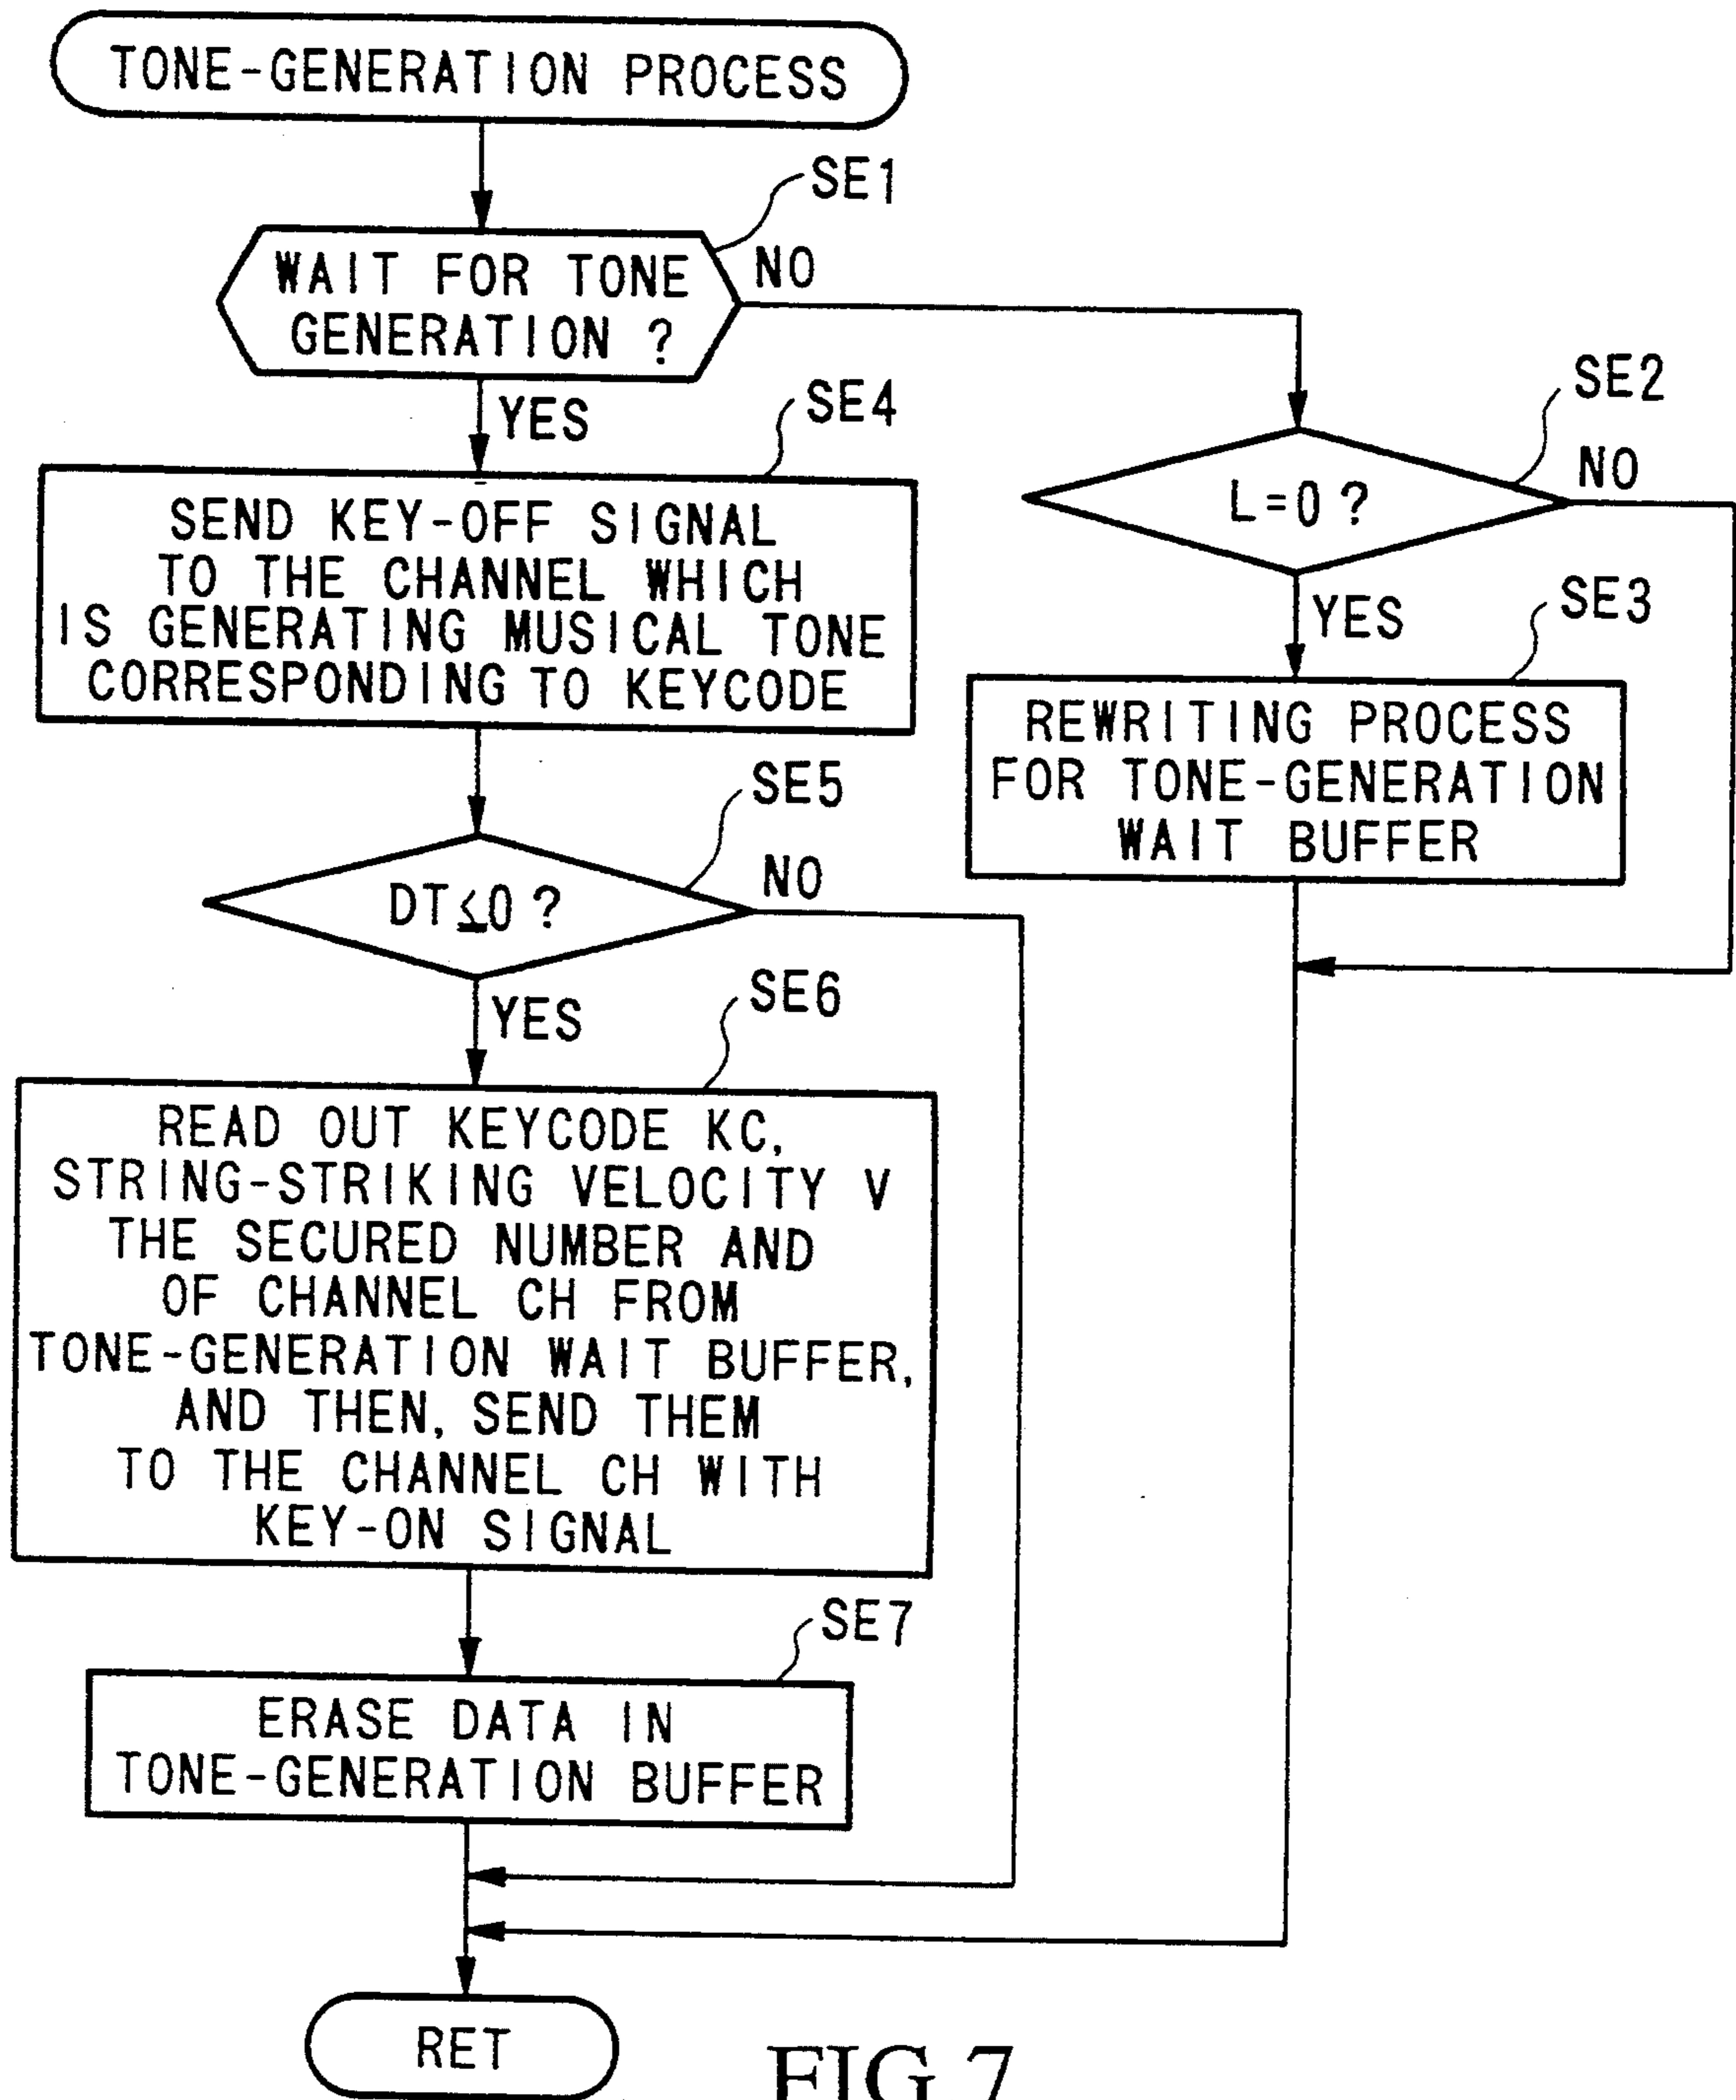 TONE-GENERATION PROCESS
SE1
WAIT FOR TONE
GENERATION ?
NO
YES
SE4
SEND KEY-OFF SIGNAL
TO THE CHANNEL WHICH
IS GENERATING MUSICAL TONE
CORRESPONDING TO KEYCODE
SE2
L=0 ?
NO
YES
SE3
REWRITING PROCESS
FOR TONE-GENERATION
WAIT BUFFER
SE5
DT≦0 ?
NO
YES
SE6
READ OUT KEYCODE KC,
STRING-STRIKING VELOCITY V
THE SECURED NUMBER AND
OF CHANNEL CH FROM
TONE-GENERATION WAIT BUFFER,
AND THEN, SEND THEM
TO THE CHANNEL CH WITH
KEY-ON SIGNAL
SE7
ERASE DATA IN
TONE-GENERATION BUFFER
RET
FIG.7